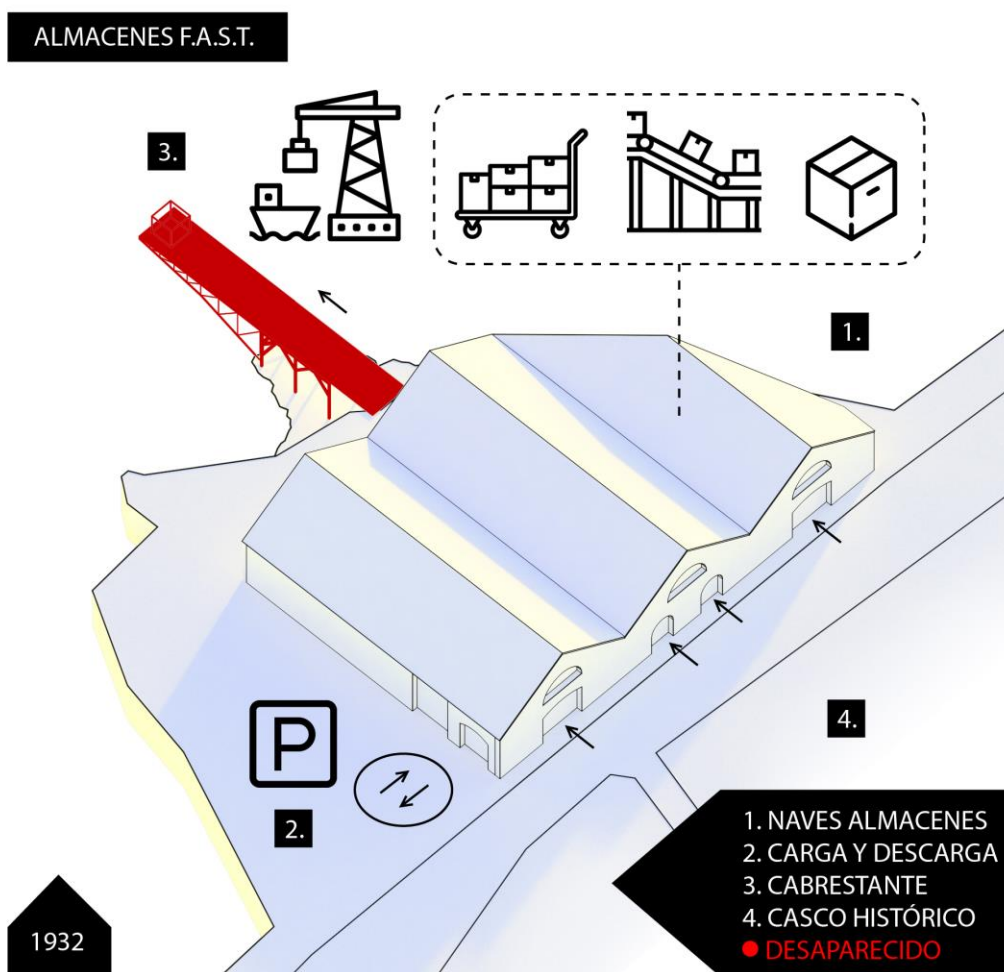 ALMACENES F.A.S.T.
3.
1.
4.
P
2.
1. NAVES ALMACENES
2. CARGA Y DESCARGA
3. CABRESTANTE
4. CASCO HISTÓRICO
DESAPARECIDO
1932